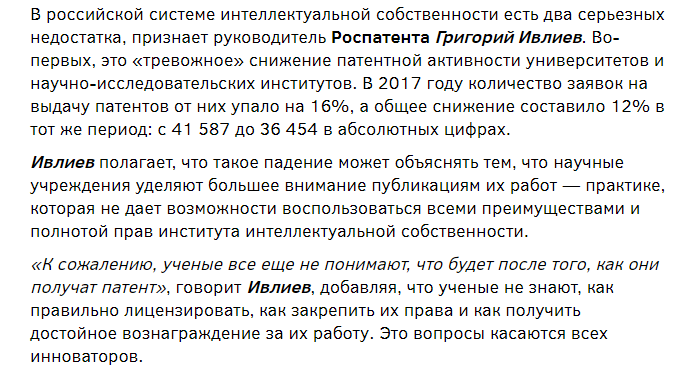 В российской системе интеллектуальной собственности есть два серьезных
недостатка, признает руководитель Роспатента Григорий Ивлиев. Во-
первых, это «тревожное» снижение патентной активности университетов и
научно-исследовательских институтов. В 2017 году количество заявок на
выдачу патентов от них упало на 16%, а общее снижение составило 12% в
тот же период: с 41 587 до 36 454 в абсолютных цифрах.
Ивлиев полагает, что такое падение может объяснять тем, что научные
учреждения уделяют большее внимание публикациям их работ — практике,
которая не дает возможности воспользоваться всеми преимуществами и
полнотой прав института интеллектуальной собственности.
«К сожалению, ученые все еще не понимают, что будет после того, как они
получат патент», говорит Ивлиев, добавляя, что ученые не знают, как
правильно лицензировать, как закрепить их права и как получить
достойное вознаграждение за их работу. Это вопросы касаются всех
инноваторов.